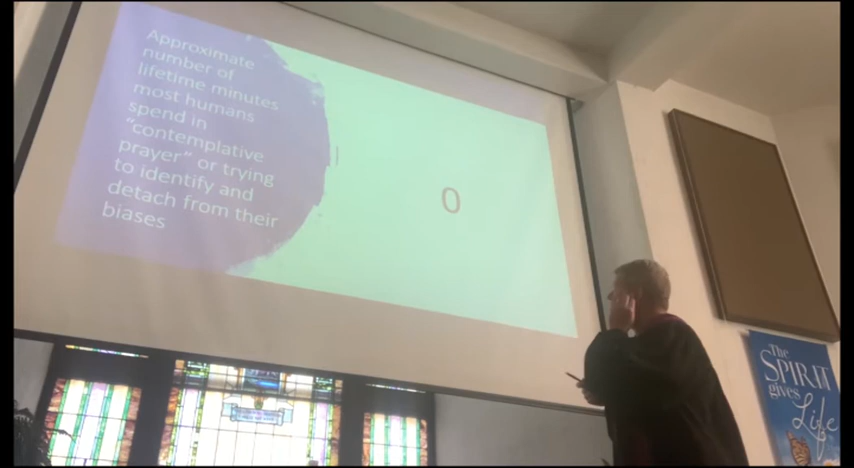 Approximate
number of
lifetime minutes
most humans
spend in
“contemplative
prayer” or trying
to identify and
detach from their
biases
0
The
SPIRIT
gives
Life